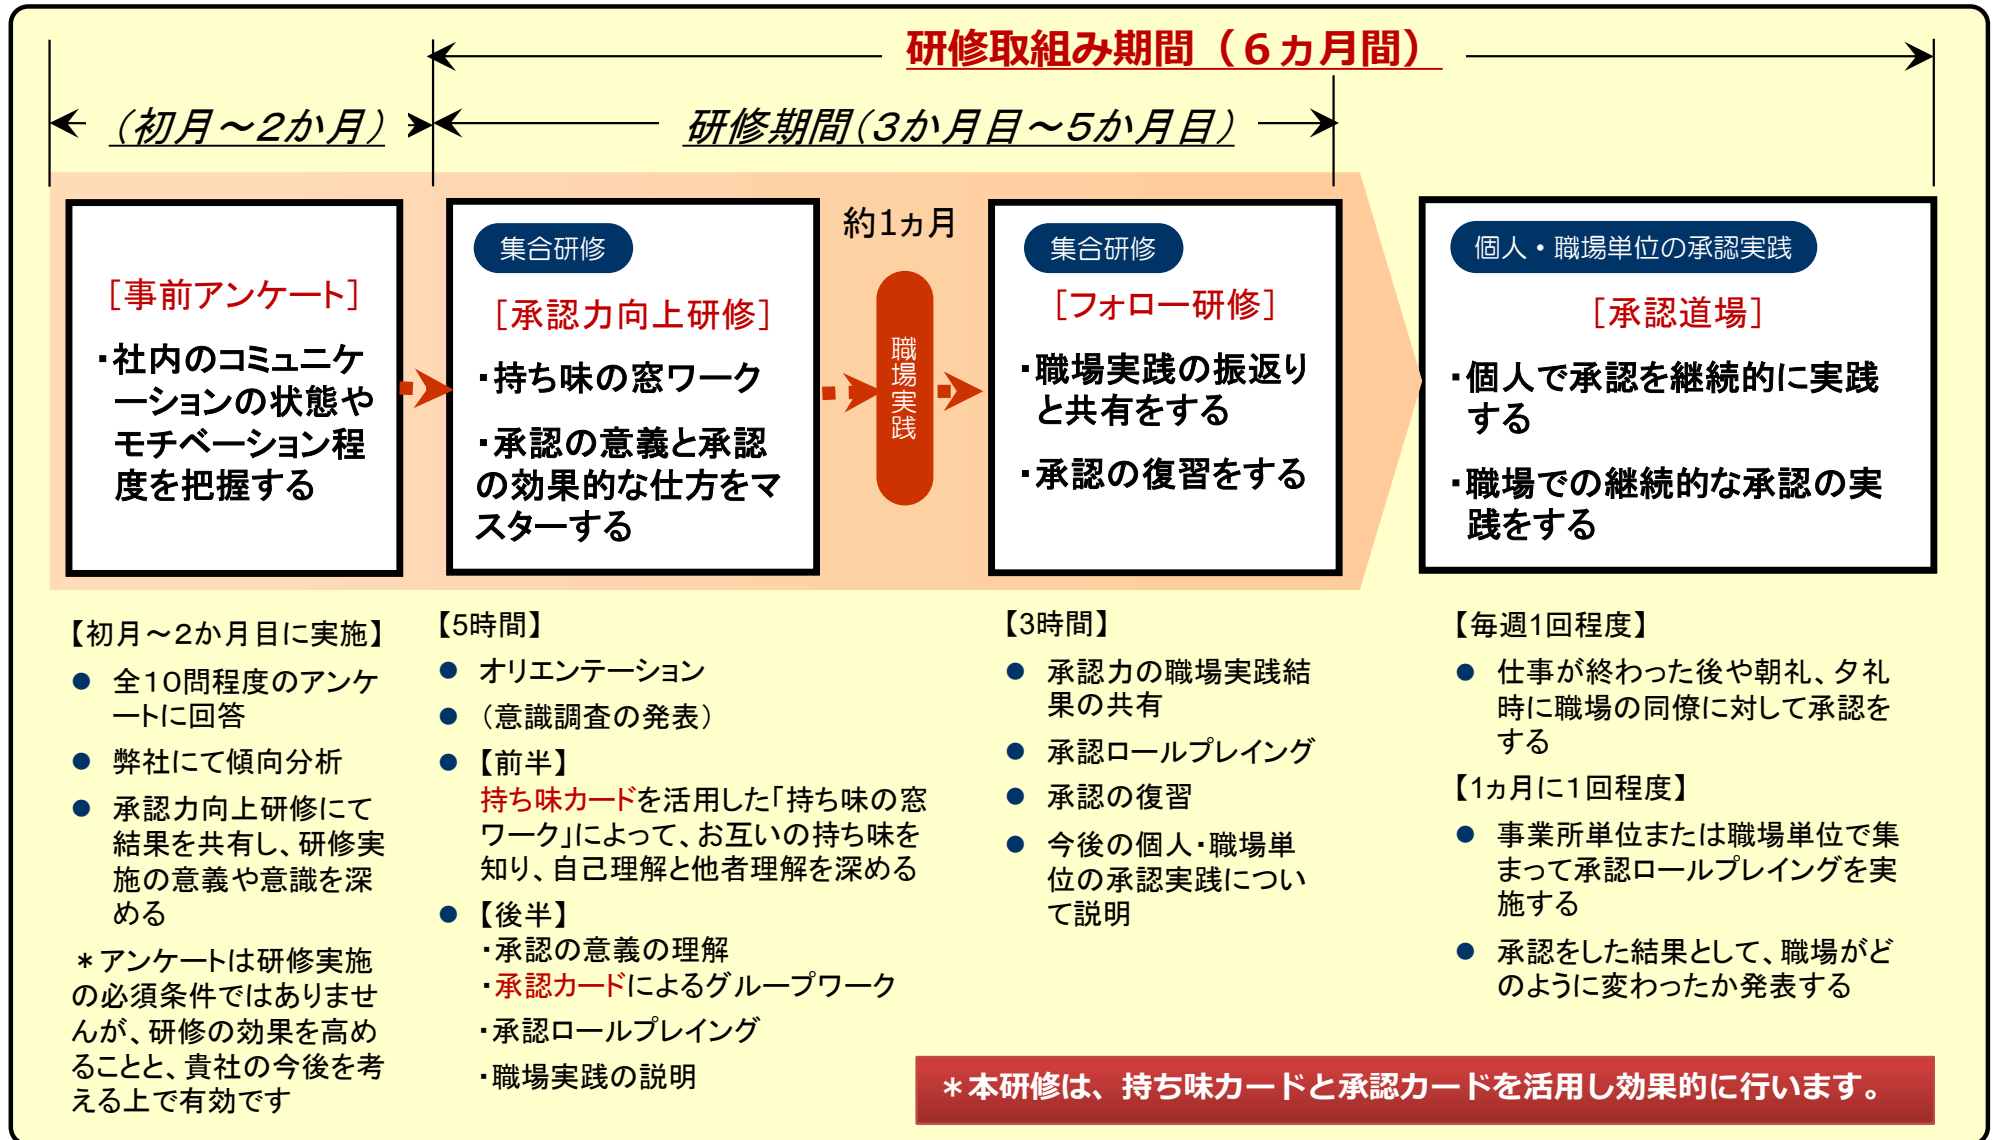 研修取組み期間（６ヵ月間）
（初月～2か月）
研修期間（3か月目～5か月目）
［事前アンケート］
・社内のコミュニケ
ーションの状態や
モチベーション程
度を把握する
集合研修
［承認力向上研修］
・持ち味の窓ワーク
・承認の意義と承認
の効果的な仕方をマ
スターする
約1ヵ月
職場実践
集合研修
［フォロー研修］
・職場実践の振返り
と共有をする
・承認の復習をする
個人・職場単位の承認実践
［承認道場］
・個人で承認を継続的に実践
する
・職場での継続的な承認の実
践をする
【初月～2か月目に実施】
● 全10問程度のアンケ
ートに回答
● 弊社にて傾向分析
● 承認力向上研修にて
結果を共有し、研修実
施の意義や意識を深
める
＊アンケートは研修実施
の必須条件ではありませ
んが、研修の効果を高め
ることと、貴社の今後を考
える上で有効です
【5時間】
● オリエンテーション
● （意識調査の発表）
● 【前半】
持ち味カードを活用した「持ち味の窓
ワーク」によって、お互いの持ち味を
知り、自己理解と他者理解を深める
● 【後半】
・承認の意義の理解
・承認カードによるグループワーク
・承認ロールプレイング
・職場実践の説明
【3時間】
● 承認力の職場実践結
果の共有
● 承認ロールプレイング
● 承認の復習
● 今後の個人・職場単
位の承認実践につい
て説明
【毎週1回程度】
● 仕事が終わった後や朝礼、夕礼
時に職場の同僚に対して承認を
する
【1ヵ月に1回程度】
● 事業所単位または職場単位で集
まって承認ロールプレイングを実
施する
● 承認をした結果として、職場がど
のように変わったか発表する
＊本研修は、持ち味カードと承認カードを活用し効果的に行います。